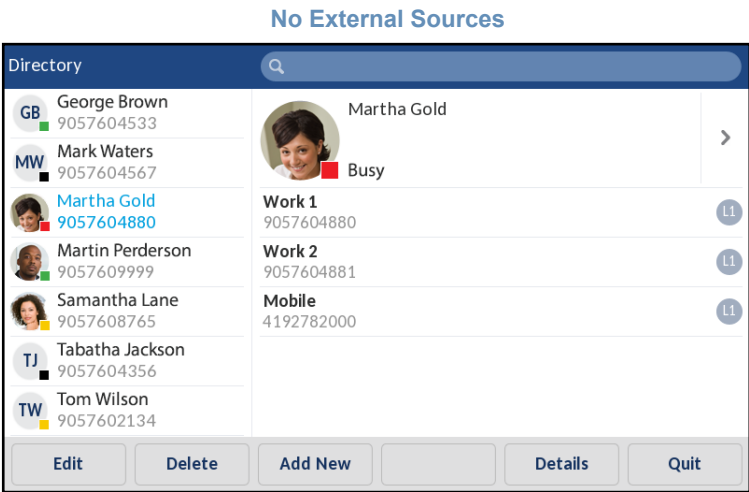 No External Sources
Directory
GB
George Brown
9057604533
MW
Mark Waters
9057604567
Martha Gold
9057604880
Martin Perderson
9057609999
Samantha Lane
9057608765
TJ
Tabatha Jackson
9057604356
TW
Tom Wilson
9057602134
Martha Gold
Busy
Work 1
9057604880
L1
Work 2
9057604881
L1
Mobile
4192782000
L1
Edit
Delete
Add New
Details
Quit